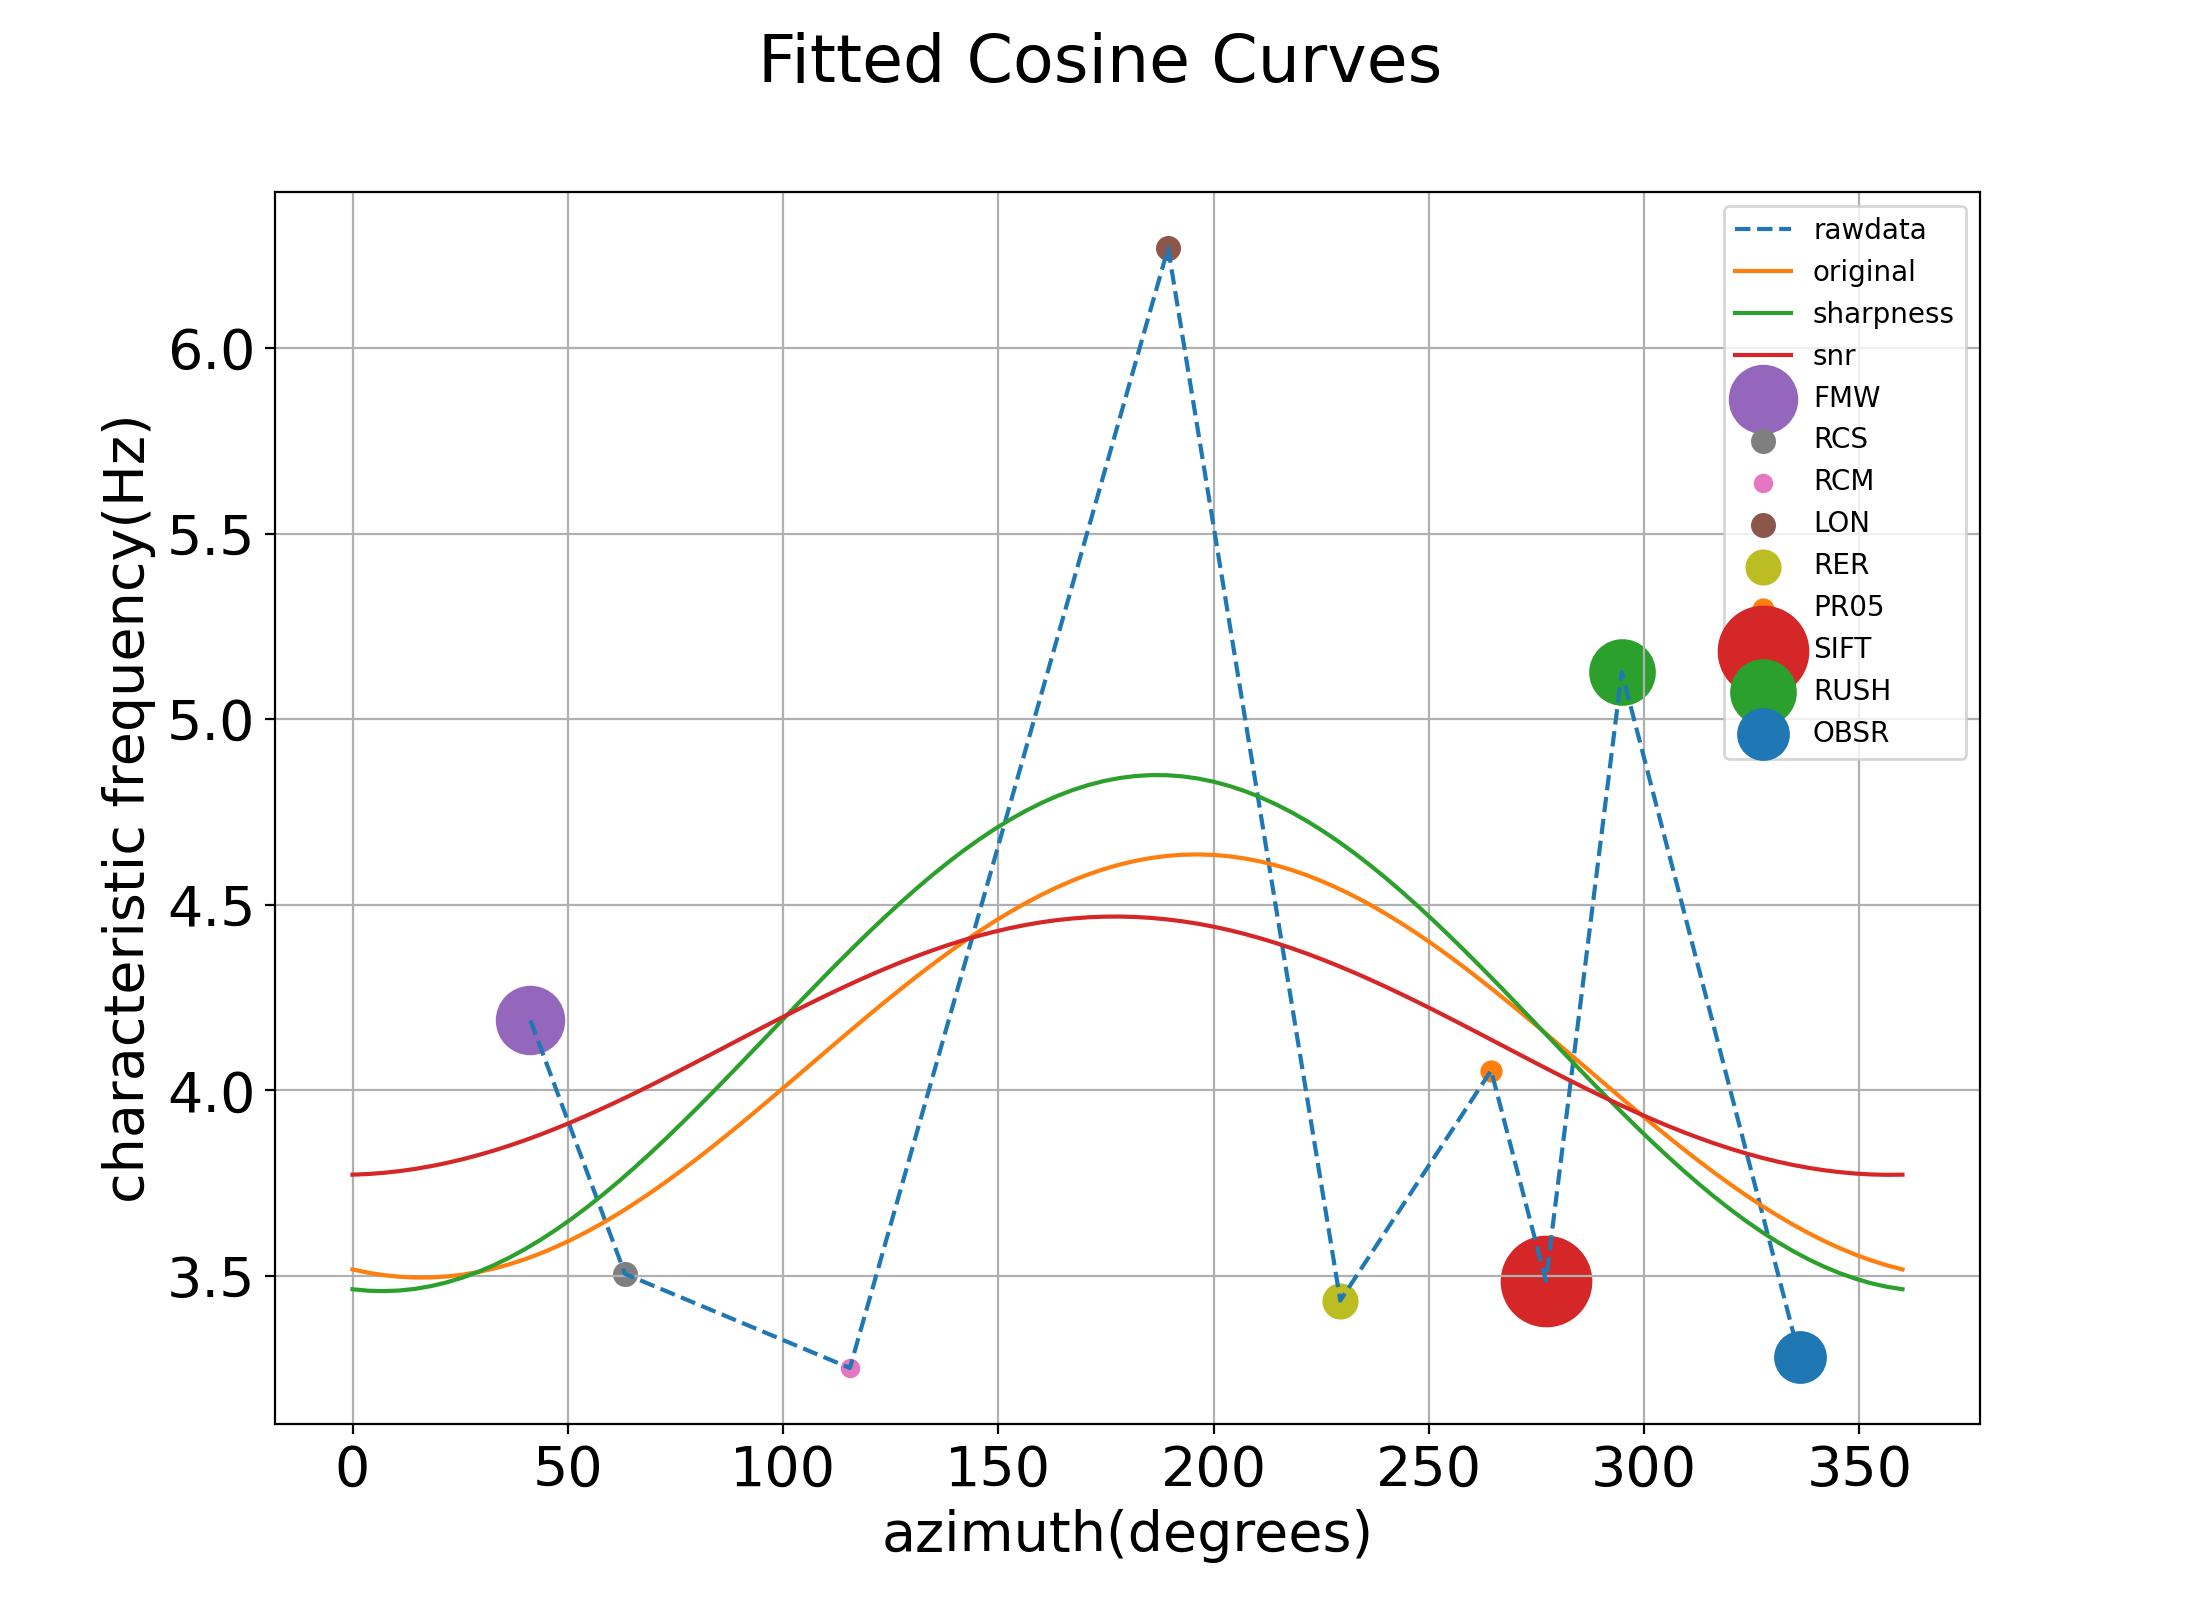 Fitted Cosine Curves
characteristic frequency(Hz)
6.0
5.5
5.0
4.5
4.0
3.5
rawdata
original
sharpness
snr
FMW
RCS
RCM
LON
RER
PR05
SIFT
RUSH
OBSR
0 50 100 150 200 250 300 350
azimuth(degrees)